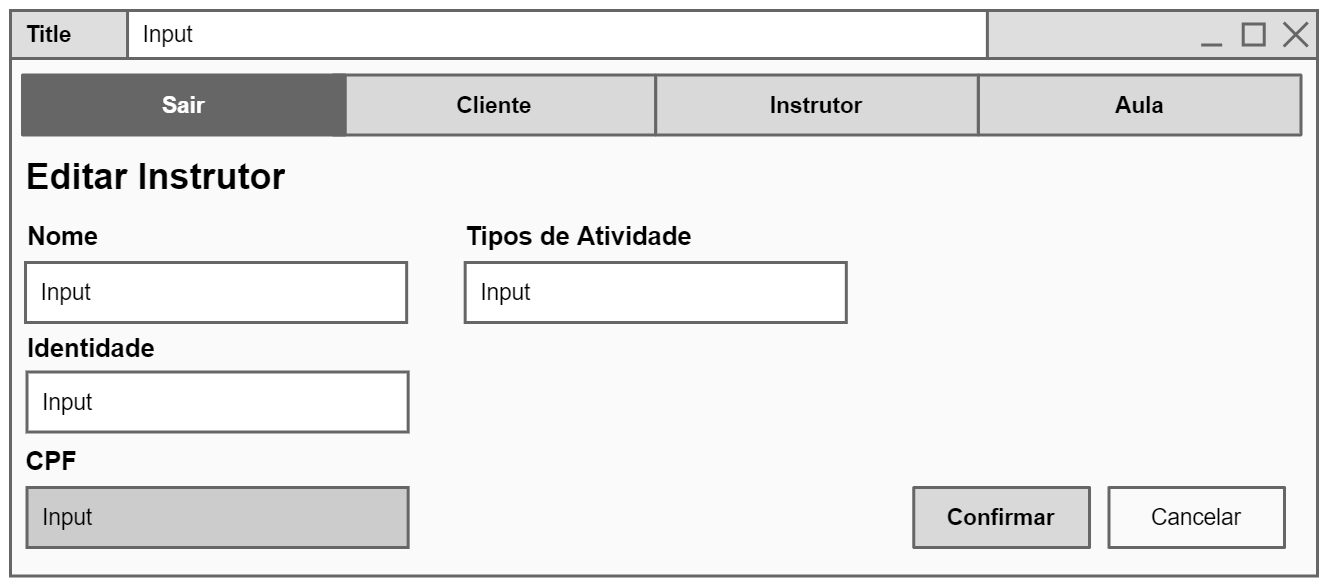 Title Input
Sair Cliente Instrutor Aula
Editar Instrutor
Nome Tipos de Atividade
Input Input
Identidade
Input
CPF
Input Confirmar Cancelar